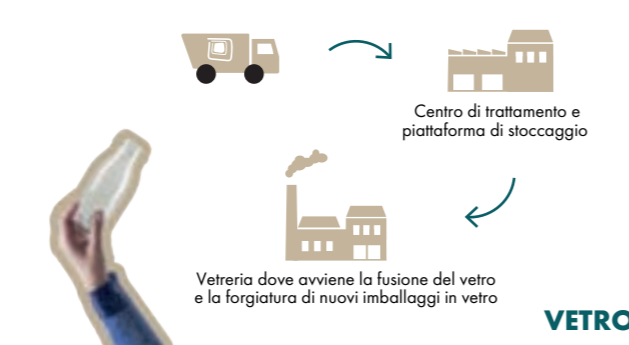 Centro di trattamento e
piattaforma di stoccaggio
Vetreria dove avviene la fusione del vetro
e la forgiatura di nuovi imballaggi in vetro
VETRO